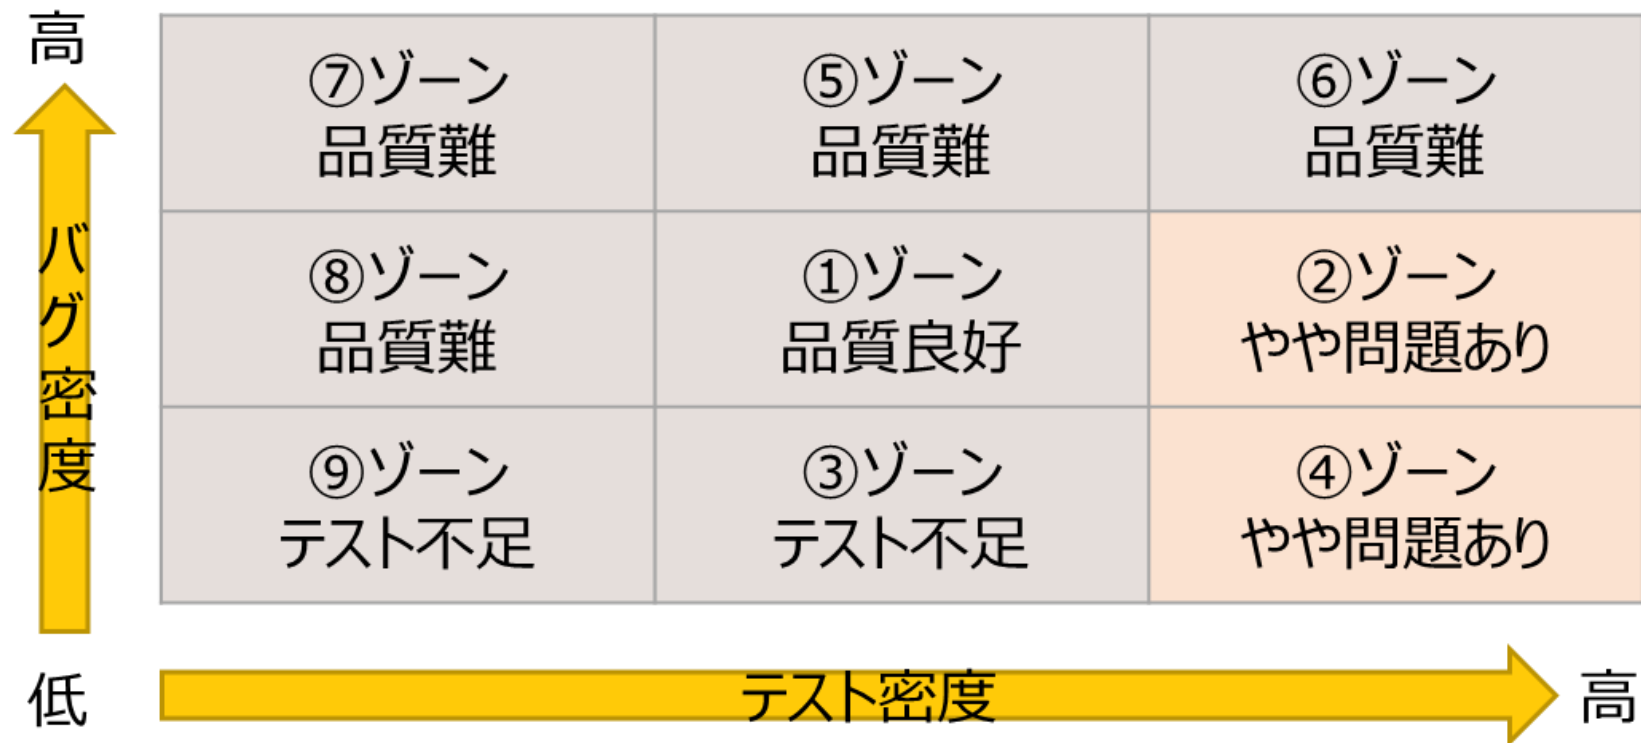 高
⑦ゾーン
品質難
⑤ゾーン
品質難
⑥ゾーン
品質難
⑧ゾーン
品質難
①ゾーン
品質良好
②ゾーン
やや問題あり
⑨ゾーン
テスト不足
③ゾーン
テスト不足
④ゾーン
やや問題あり
バグ密度
低
テスト密度
高